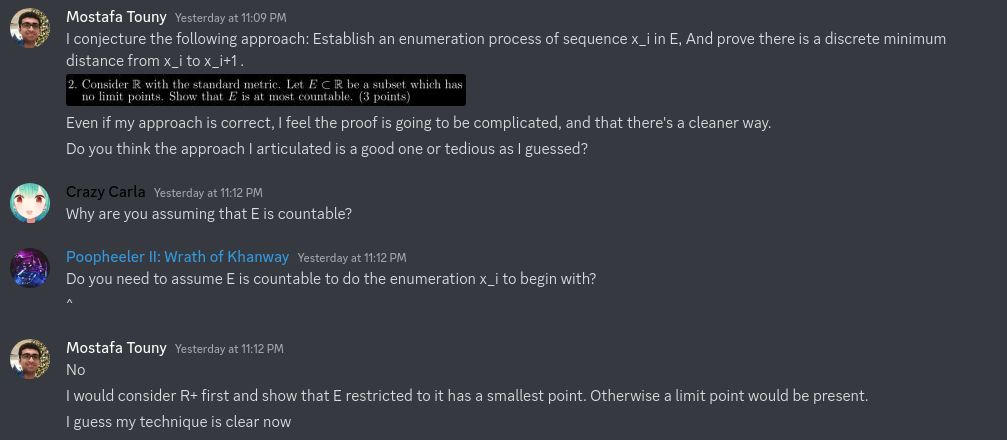 Mostafa Touny Yesterday at 11:09 PM
I conjecture the following approach: Establish an enumeration process of sequence x_i in E, And prove there is a discrete minimum
distance from x_i to x_i+1 .
2. Consider ℝ with the standard metric. Let E ⊂ ℝ be a subset which has
no limit points. Show that E is at most countable. (3 points)
Even if my approach is correct, I feel the proof is going to be complicated, and that there's a cleaner way.
Do you think the approach I articulated is a good one or tedious as I guessed?
Crazy Carla Yesterday at 11:12 PM
Why are you assuming that E is countable?
Poopheeler II: Wrath of Khanway Yesterday at 11:12 PM
Do you need to assume E is countable to do the enumeration x_i to begin with?
^
Mostafa Touny Yesterday at 11:12 PM
No
I would consider R+ first and show that E restricted to it has a smallest point. Otherwise a limit point would be present.
I guess my technique is clear now